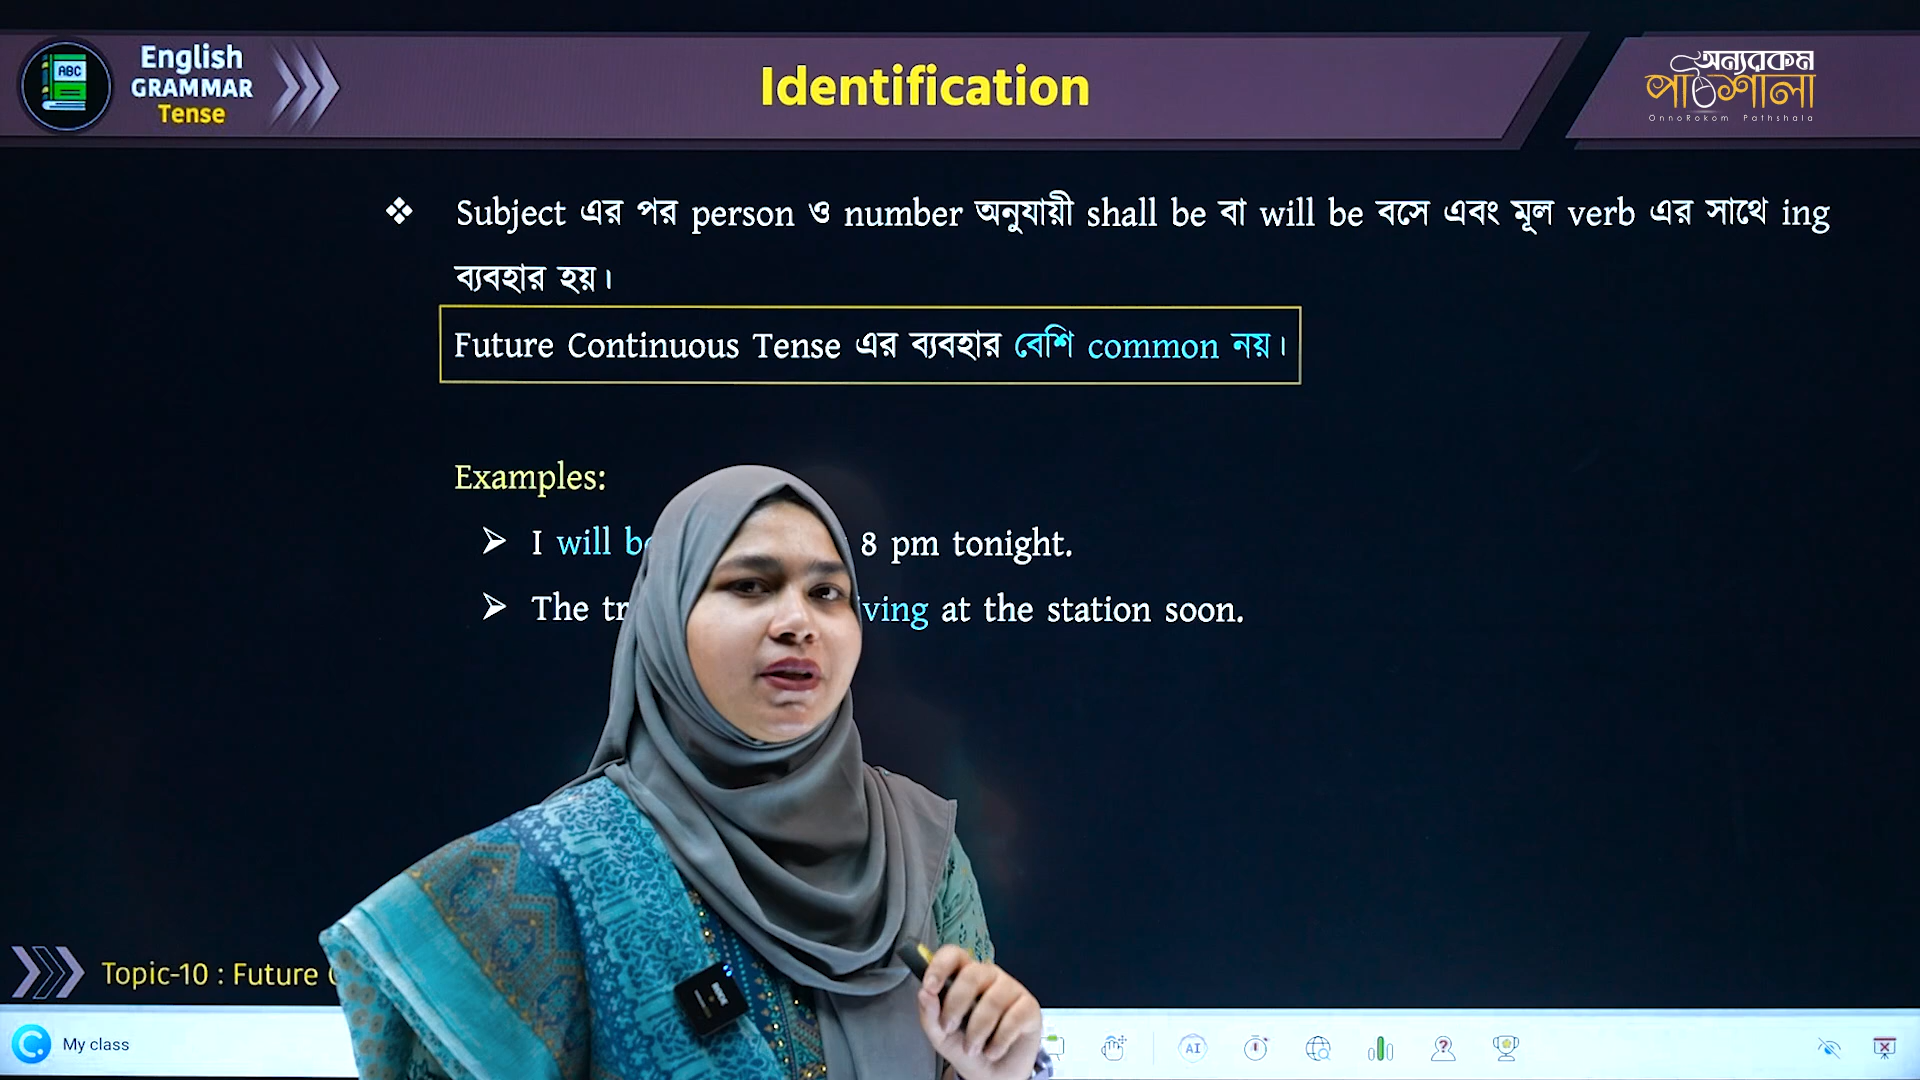 English
GRAMMAR
Tense
ABC
Identification
অন্যরকম
পাঠশালা
OnnoRokom Pathshala
Subject এর পর person ও number অনুযায়ী shall be বা will be বসে এবং মূল verb এর সাথে ing
ব্যবহার হয়।
Future Continuous Tense এর ব্যবহার বেশি common নয়।
Examples:
I will 8 pm tonight.
The at the station soon.
Topic-10 : Future
My class
AI